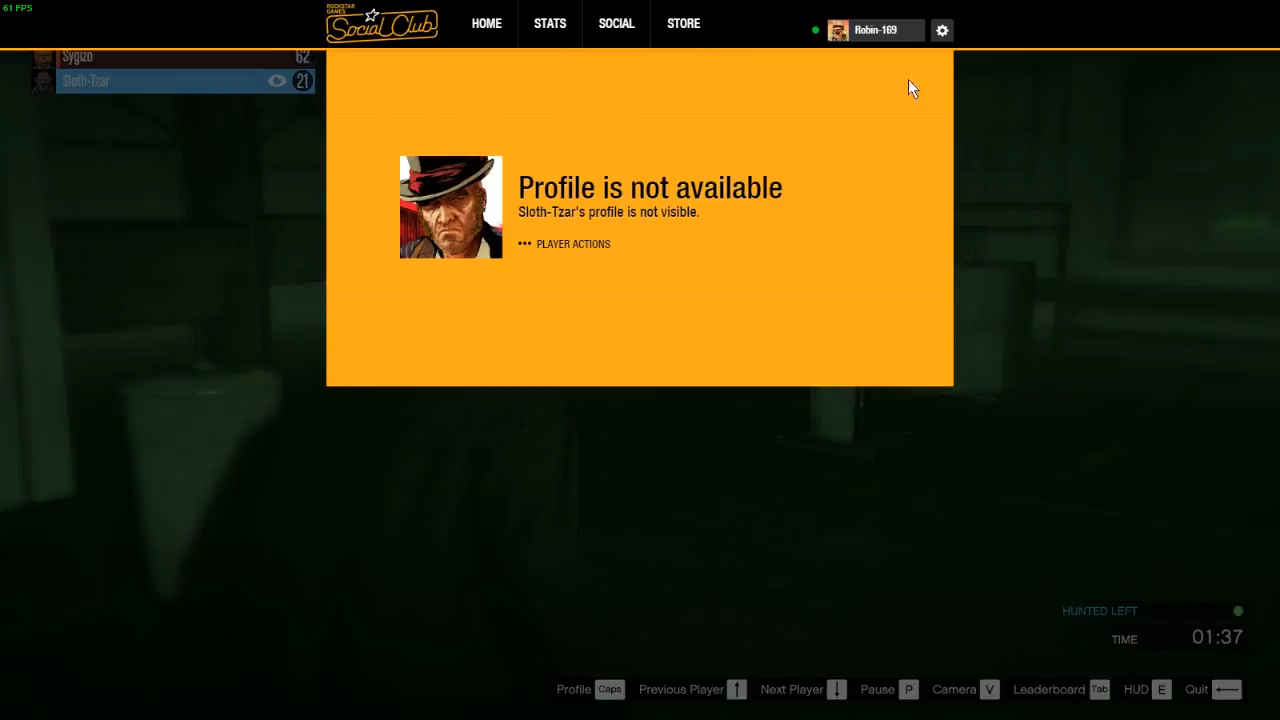 61 FPS
ROCKSTAR
GAMES
Social Club
HOME
STATS
SOCIAL
STORE
Robin-169
Sygizo
62
Sloth-Tzar
21
Profile is not available
Sloth-Tzar's profile is not visible.
••• PLAYER ACTIONS
HUNTED LEFT
TIME 01:37
Profile Caps Previous Player ↑ Next Player ↓ Pause P Camera V Leaderboard Tab HUD E Quit ←